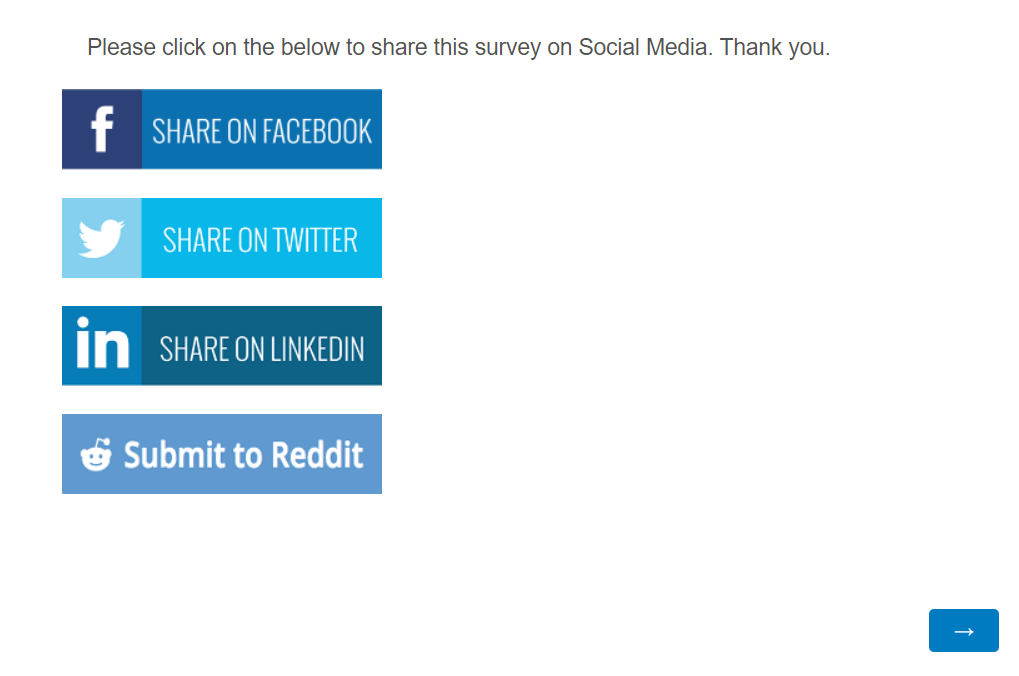 Please click on the below to share this survey on Social Media. Thank you.
f SHARE ON FACEBOOK
SHARE ON TWITTER
in SHARE ON LINKEDIN
Submit to Reddit
→